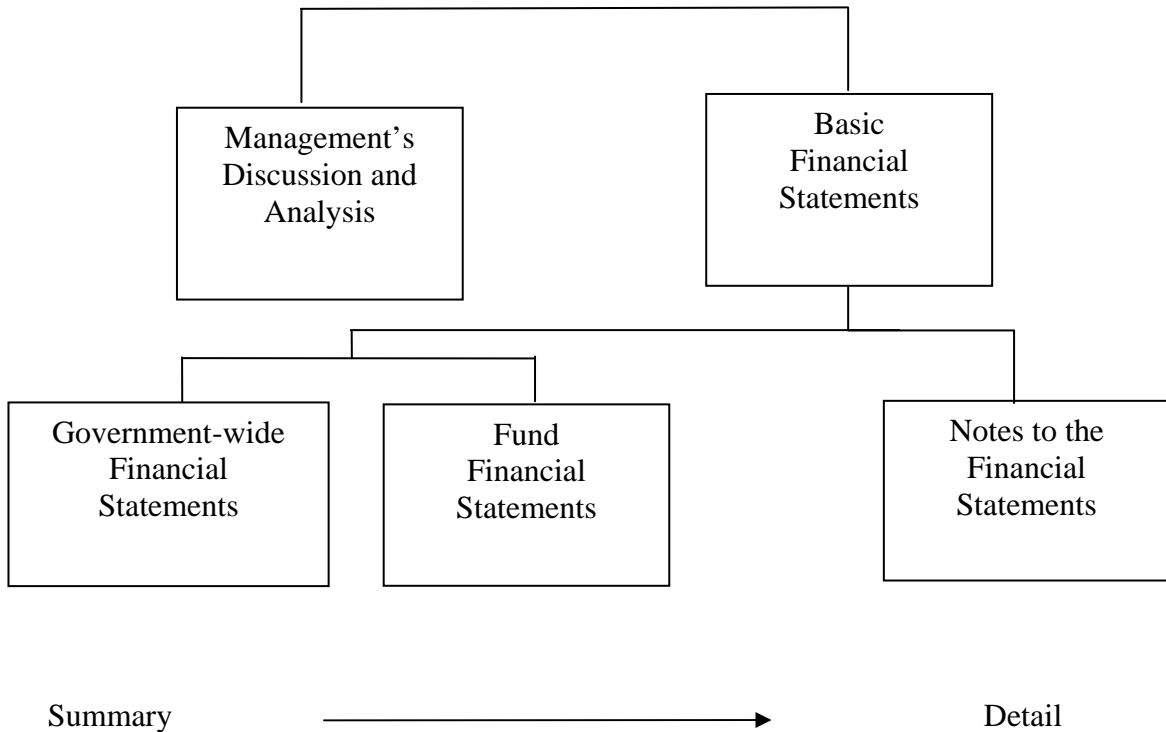 Management’s
Discussion and
Analysis
Basic
Financial
Statements
Government-wide
Financial
Statements
Fund
Financial
Statements
Notes to the
Financial
Statements
Summary
Detail